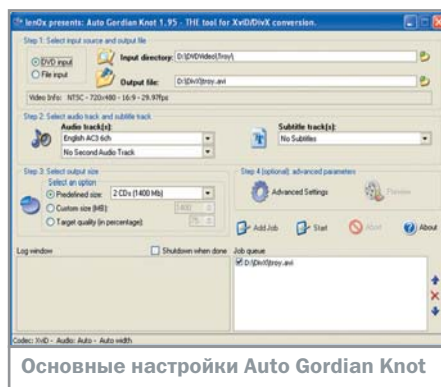 lenOx presents: Auto Gordian Knot 1.95 - THE tool for XviD/DivX conversion.
Step 1: Select input source and output file
DVD input
File input
Input directory: D:\DVDVideo\Troy\
Output file: D:\DivX\troy.avi
Video Info: NTSC - 720x480 - 16:9 - 29.97fps
Step 2: Select audio track and subtitle track
Audio track(s):
English AC3 6ch
No Second Audio Track
Subtitle track(s):
No Subtitles
Step 3: Select output size
Select an option
Predefined size: 2 CDs (1400 Mb)
Custom size (MB): 1400
Target quality (in percentage): 75
Step 4 (optional): advanced parameters
Advanced Settings
Preview
Add Job
Start
Abort
About
Log window
Shutdown when done
Job queue
D:\DivX\troy.avi
Codec: XviD - Audio: Auto - Auto width
Основные настройки Auto Gordian Knot